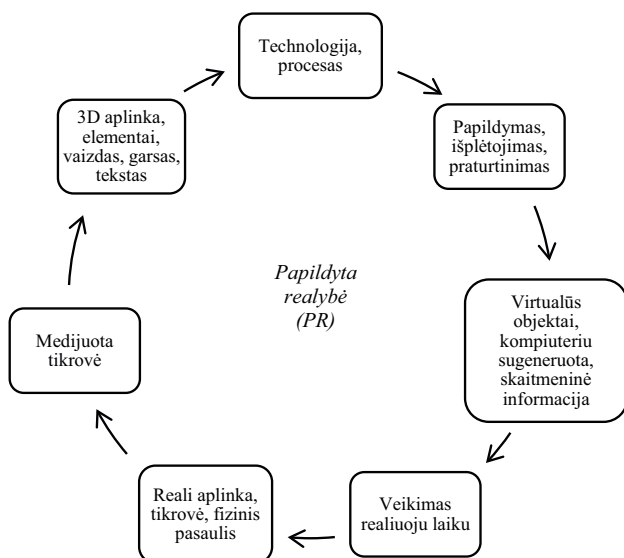 Technologija,
procesas
Papildymas,
išplėtojimas,
praturtinimas
Virtualūs
objektai,
kompiuteriu
sugeneruota,
skaitmeninė
informacija
Veikimas
realiuoju laiku
Reali aplinka,
tikrovė, fizinis
pasaulis
Medijuota
tikrovė
3D aplinka,
elementai,
vaizdas, garsas,
tekstas
Papildyta
realybė
(PR)